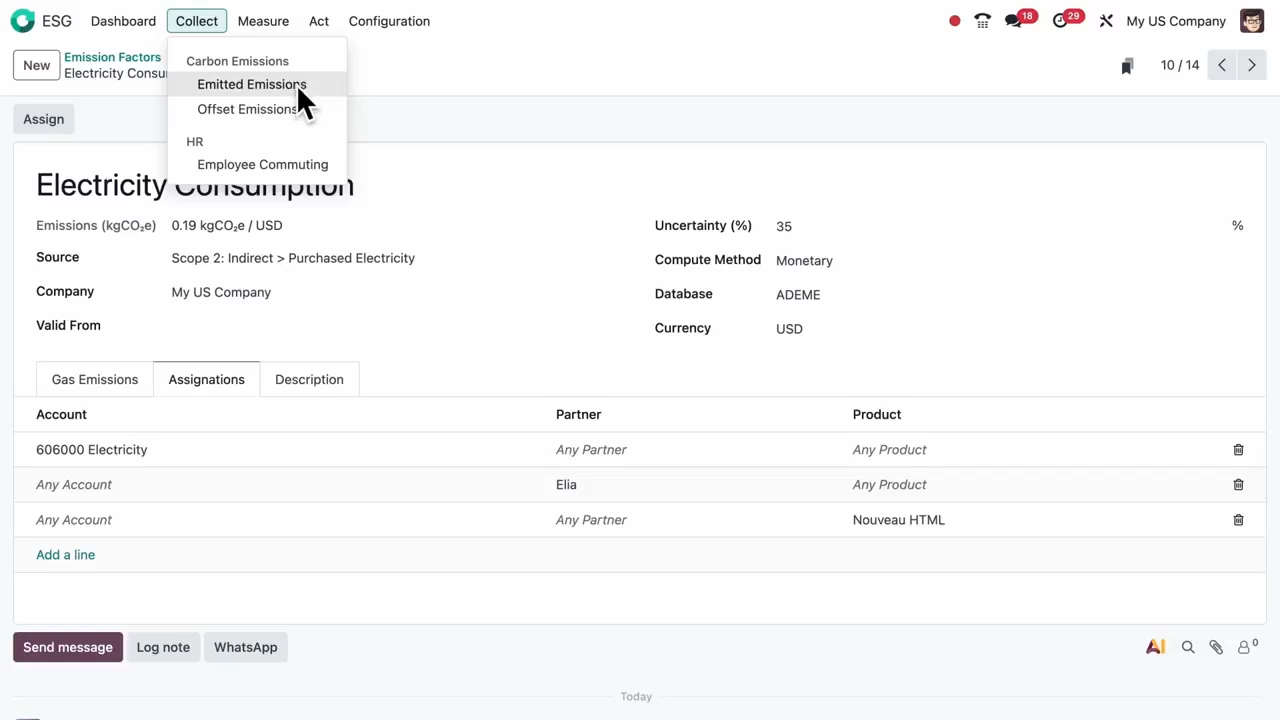 ESG Dashboard Collect Measure Act Configuration 18 29 My US Company
Carbon Emissions
Emitted Emissions
Offset Emissions
HR
Employee Commuting
New Emission Factors 10 / 14
Electricity Consu
Assign
Electricity Consumption
Emissions (kgCO₂e) 0.19 kgCO₂e / USD Uncertainty (%) 35 %
Source Scope 2: Indirect > Purchased Electricity Compute Method Monetary
Company My US Company Database ADEME
Valid From Currency USD
Gas Emissions Assignations Description
Account Partner Product
606000 Electricity Any Partner Any Product
Any Account Elia Any Product
Any Account Any Partner Nouveau HTML
Add a line
Send message Log note WhatsApp AI 0
Today